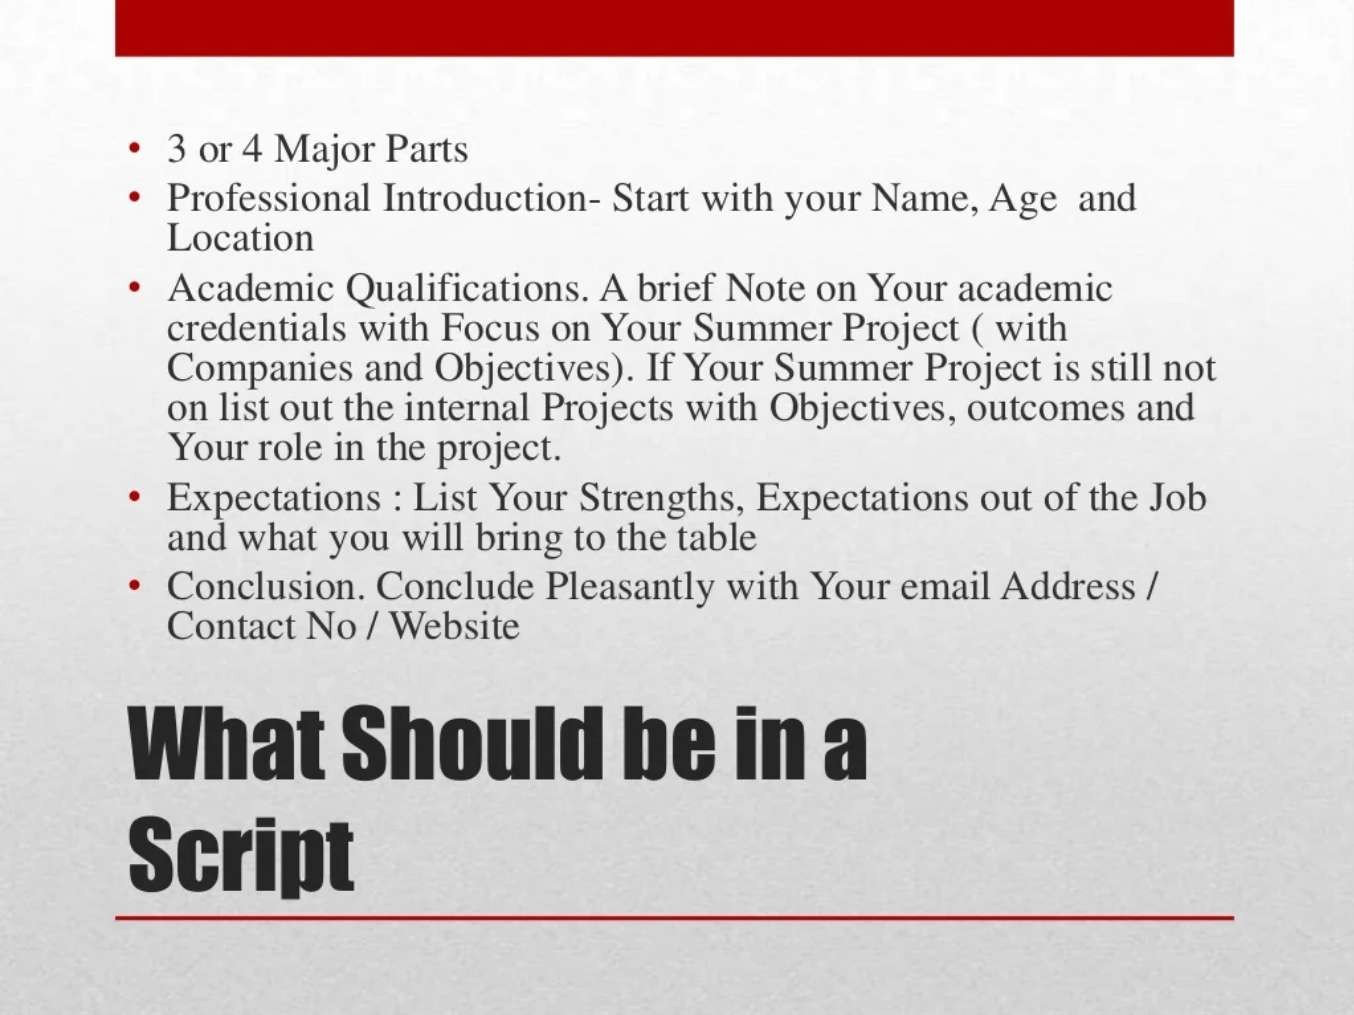 • 3 or 4 Major Parts
• Professional Introduction- Start with your Name, Age  and
Location
• Academic Qualifications. A brief Note on Your academic
credentials with Focus on Your Summer Project ( with
Companies and Objectives). If Your Summer Project is still not
on list out the internal Projects with Objectives, outcomes and
Your role in the project.
• Expectations : List Your Strengths, Expectations out of the Job
and what you will bring to the table
• Conclusion. Conclude Pleasantly with Your email Address /
Contact No / Website
What Should be in a
Script